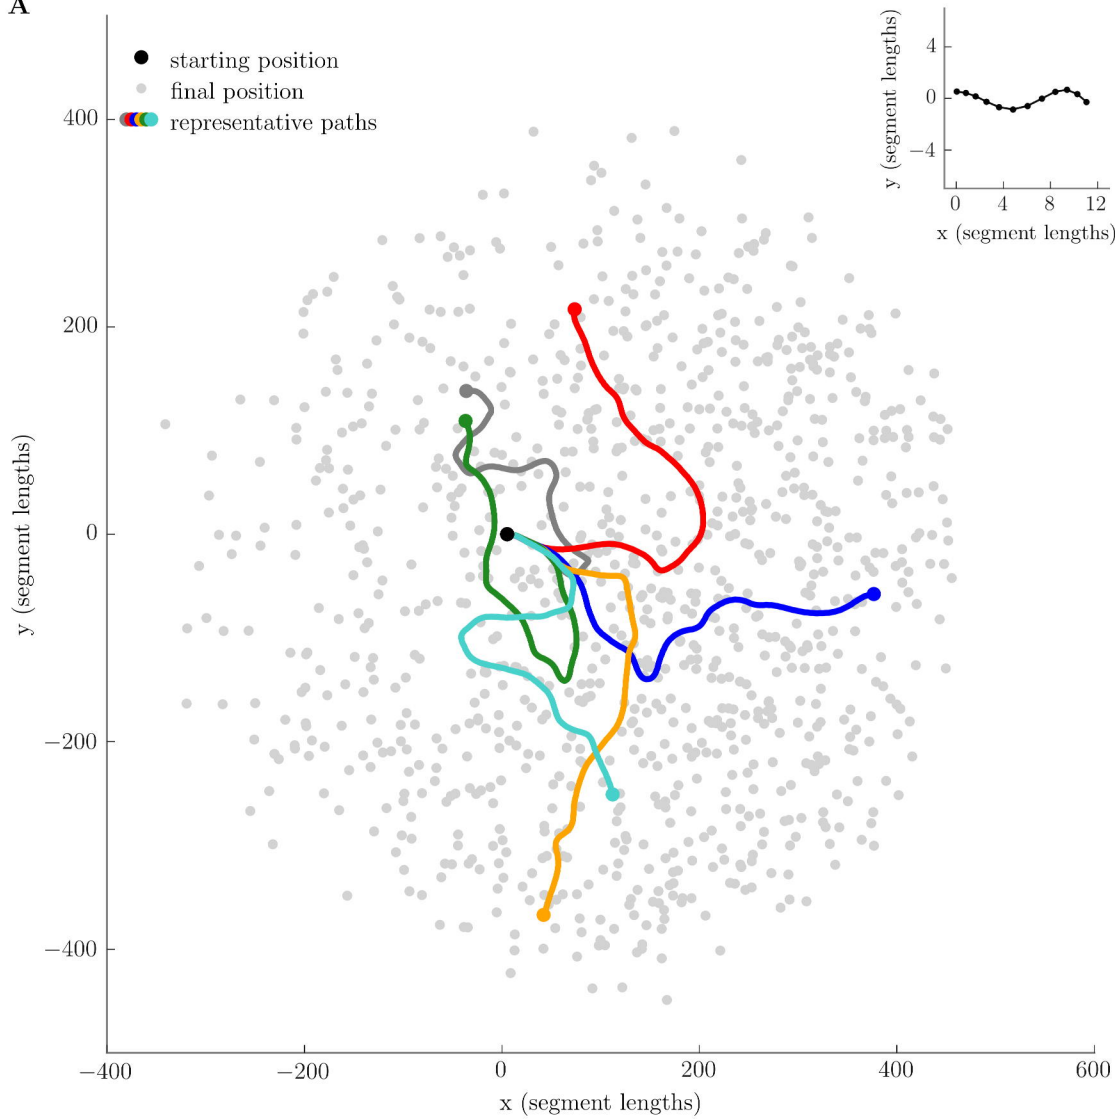 A
starting position
final position
representative paths
400
200
0
−200
−400
y (segment lengths)
−400
−200
0
200
400
600
x (segment lengths)
4
0
−4
y (segment lengths)
0
4
8
12
x (segment lengths)